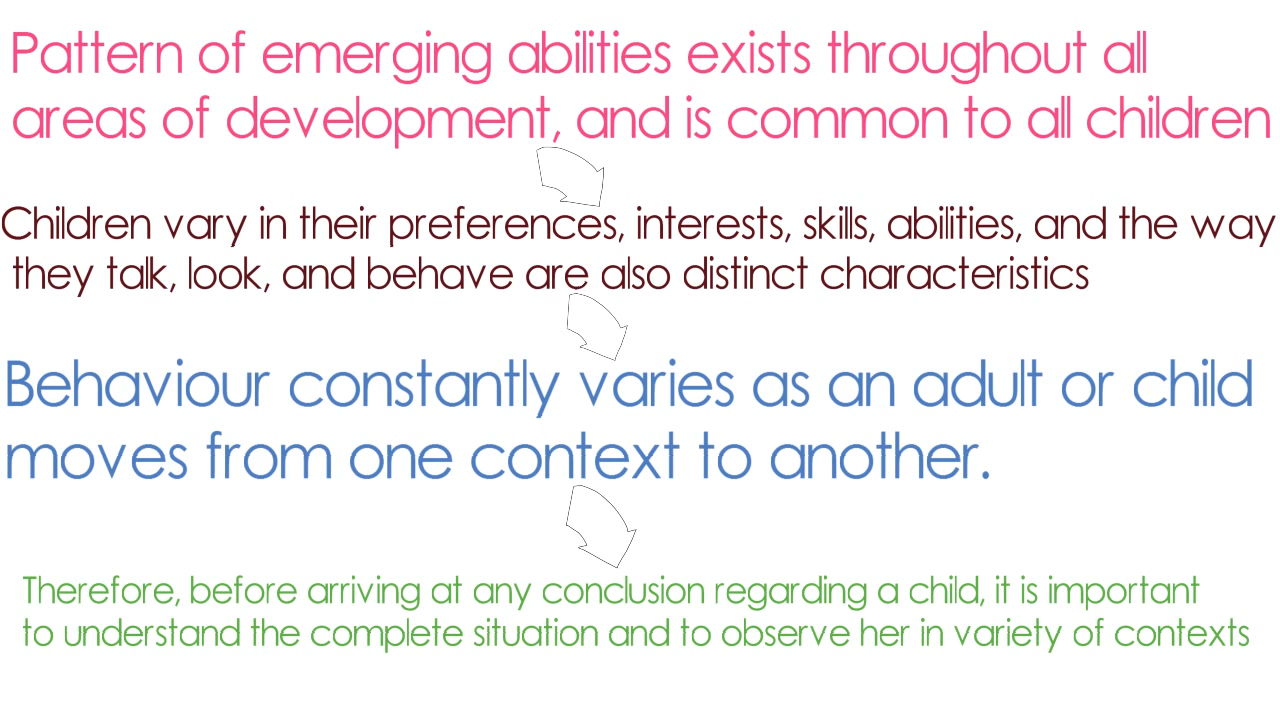 Pattern of emerging abilities exists throughout all
areas of development, and is common to all children
Children vary in their preferences, interests, skills, abilities, and the way
they talk, look, and behave are also distinct characteristics
Behaviour constantly varies as an adult or child
moves from one context to another.
Therefore, before arriving at any conclusion regarding a child, it is important
to understand the complete situation and to observe her in variety of contexts